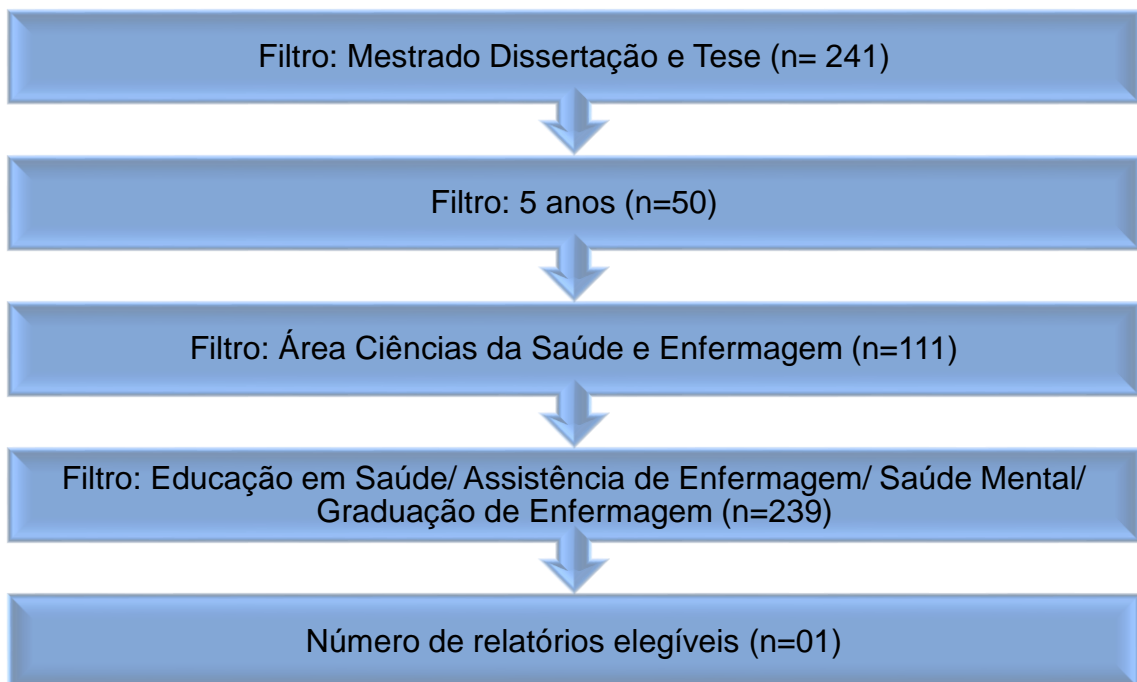 Filtro: Mestrado Dissertação e Tese (n= 241)
Filtro: 5 anos (n=50)
Filtro: Área Ciências da Saúde e Enfermagem (n=111)
Filtro: Educação em Saúde/ Assistência de Enfermagem/ Saúde Mental/
Graduação de Enfermagem (n=239)
Número de relatórios elegíveis (n=01)